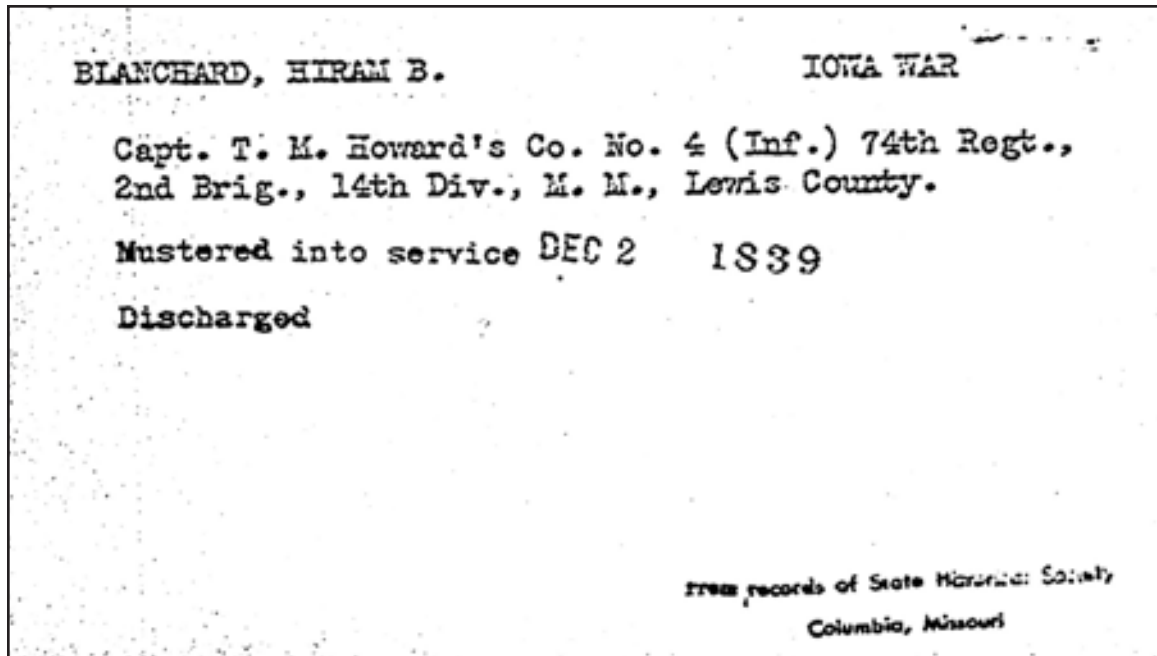 BLANCHARD, HIRAM B. IOWA WAR
Capt. T. M. Howard's Co. No. 4 (Inf.) 74th Regt.,
2nd Brig., 14th Div., M. M., Lewis County.
Mustered into service DEC 2 1839
Discharged
From records of State Historical Society
Columbia, Missouri